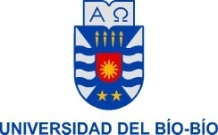 Α Ω
UNIVERSIDAD DEL BÍO-BÍO